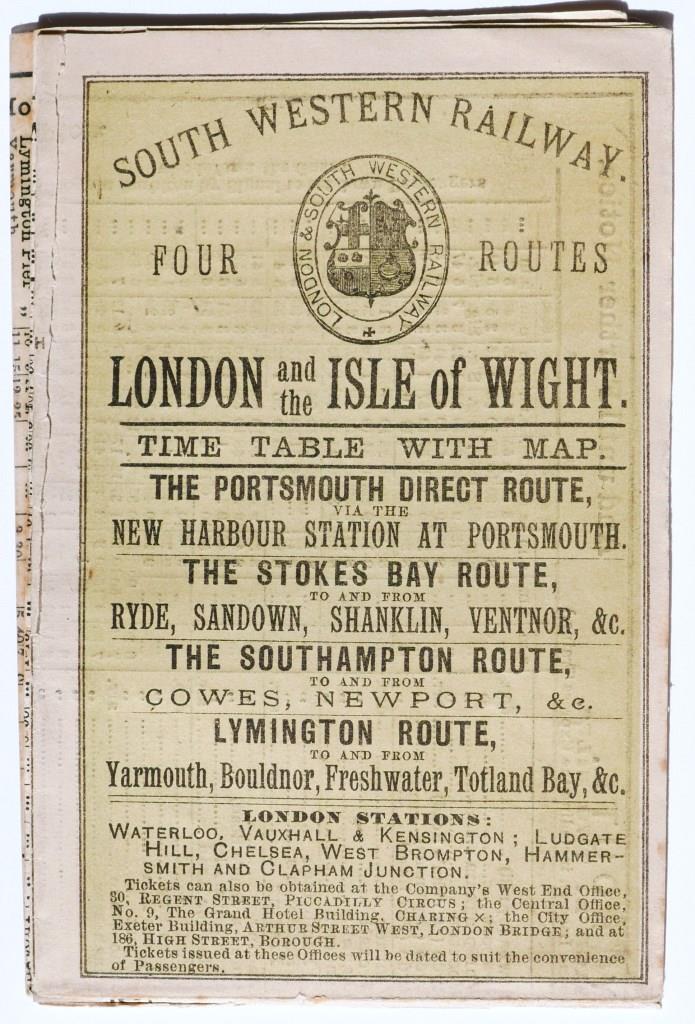 SOUTH WESTERN RAILWAY.
LONDON & SOUTH WESTERN RAILWAY
FOUR ROUTES
LONDON and the ISLE of WIGHT.
TIME TABLE WITH MAP.
THE PORTSMOUTH DIRECT ROUTE,
VIA THE
NEW HARBOUR STATION AT PORTSMOUTH.
THE STOKES BAY ROUTE,
TO AND FROM
RYDE, SANDOWN, SHANKLIN, VENTNOR, &c.
THE SOUTHAMPTON ROUTE,
TO AND FROM
COWES, NEWPORT, &c.
LYMINGTON ROUTE,
TO AND FROM
Yarmouth, Bouldnor, Freshwater, Totland Bay, &c.
LONDON STATIONS:
WATERLOO, VAUXHALL & KENSINGTON; LUDGATE
HILL, CHELSEA, WEST BROMPTON, HAMMER-
SMITH AND CLAPHAM JUNCTION.
Tickets can also be obtained at the Company's West End Office,
30, REGENT STREET, PICCADILLY CIRCUS; the Central Office,
No. 9, The Grand Hotel Building, CHARING ×; the City Office,
Exeter Building, ARTHUR STREET WEST, LONDON BRIDGE; and at
186, HIGH STREET, BOROUGH.
Tickets issued at these Offices will be dated to suit the convenience
of Passengers.
Lymington Pier